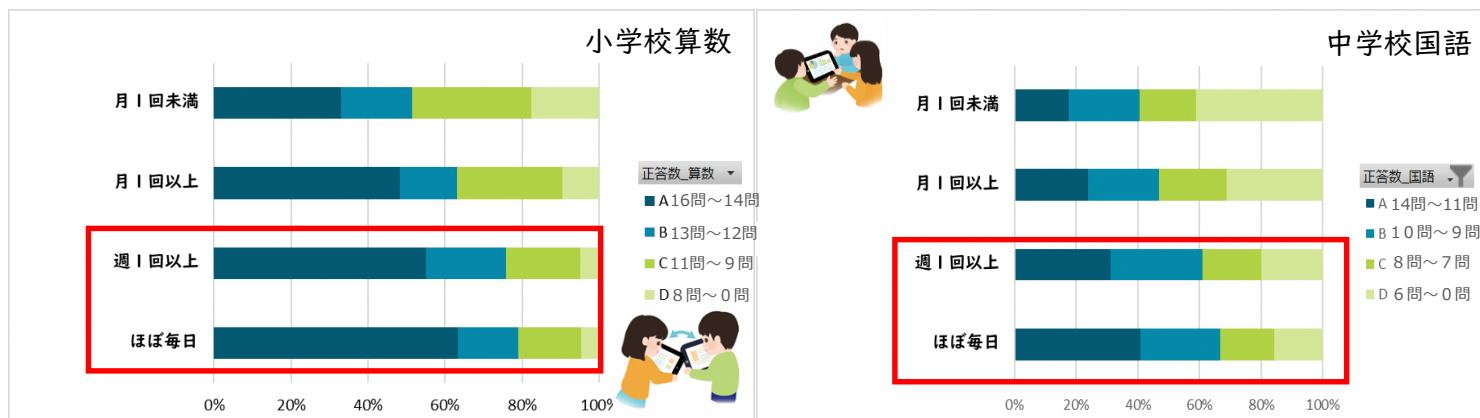 小学校算数
月1回未満
月1回以上
週1回以上
ほぼ毎日
0% 20% 40% 60% 80% 100%
正答数_算数
A16問～14問
B13問～12問
C11問～9問
D8問～0問
中学校国語
月1回未満
月1回以上
週1回以上
ほぼ毎日
0% 20% 40% 60% 80% 100%
正答数_国語
A 14問～11問
B 10問～9問
C 8問～7問
D 6問～0問